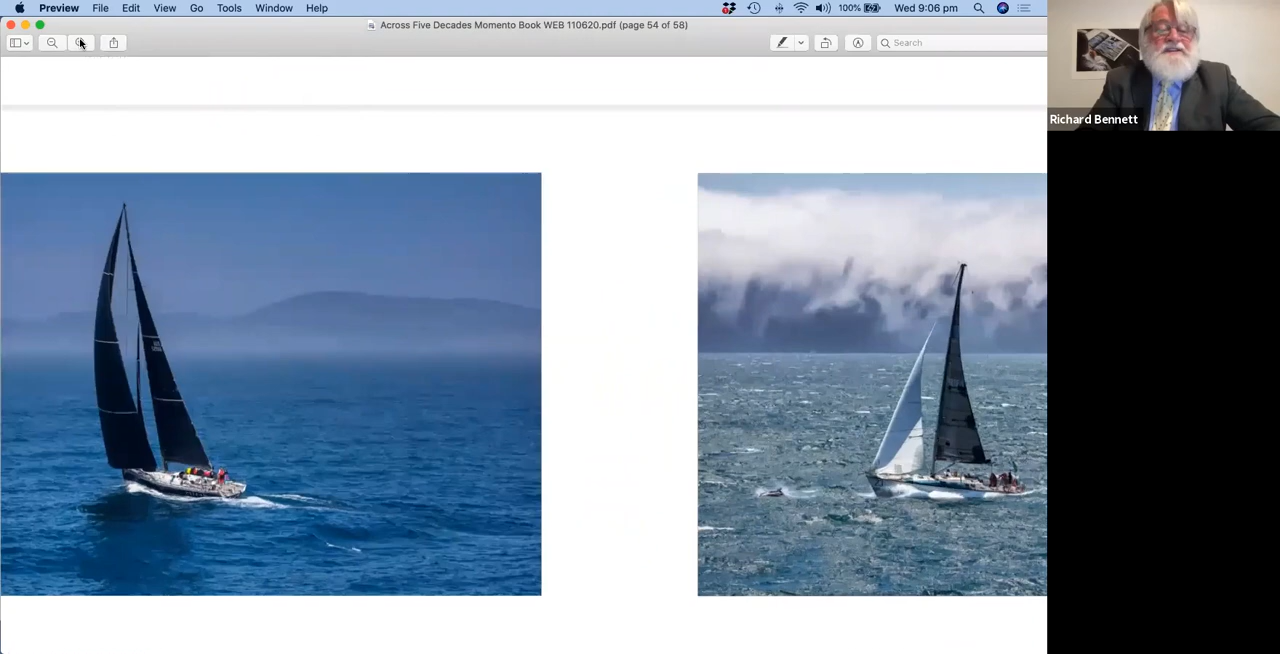 Preview File Edit View Go Tools Window Help 100% Wed 9:06 pm
Across Five Decades Momento Book WEB 110620.pdf (page 54 of 58)
Search
Richard Bennett